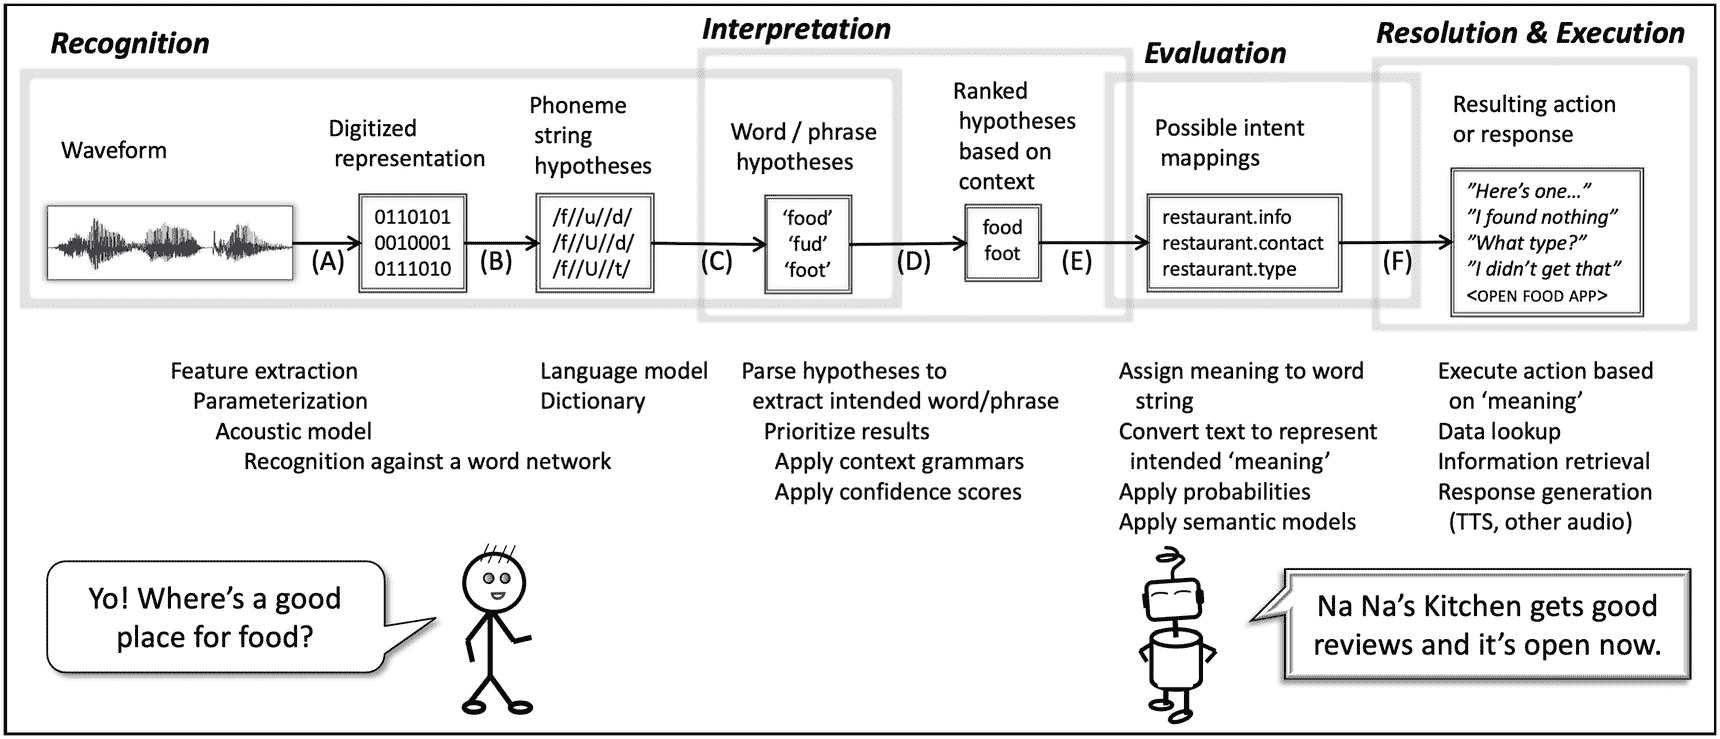 Recognition
Interpretation
Evaluation
Resolution & Execution
Waveform
Digitized
representation
0110101
0010001
0111010
Phoneme
string
hypotheses
/f//u//d/
/f//U//d/
/f//U//t/
Word / phrase
hypotheses
‘food’
‘fud’
‘foot’
Ranked
hypotheses
based on
context
food
foot
Possible intent
mappings
restaurant.info
restaurant.contact
restaurant.type
Resulting action
or response
”Here’s one...”
”I found nothing”
”What type?”
”I didn’t get that”
<OPEN FOOD APP>
(A)
(B)
(C)
(D)
(E)
(F)
Feature extraction
Parameterization
Acoustic model
Recognition against a word network
Language model
Dictionary
Parse hypotheses to
extract intended word/phrase
Prioritize results
Apply context grammars
Apply confidence scores
Assign meaning to word
string
Convert text to represent
intended ‘meaning’
Apply probabilities
Apply semantic models
Execute action based
on ‘meaning’
Data lookup
Information retrieval
Response generation
(TTS, other audio)
Yo! Where’s a good
place for food?
Na Na’s Kitchen gets good
reviews and it’s open now.